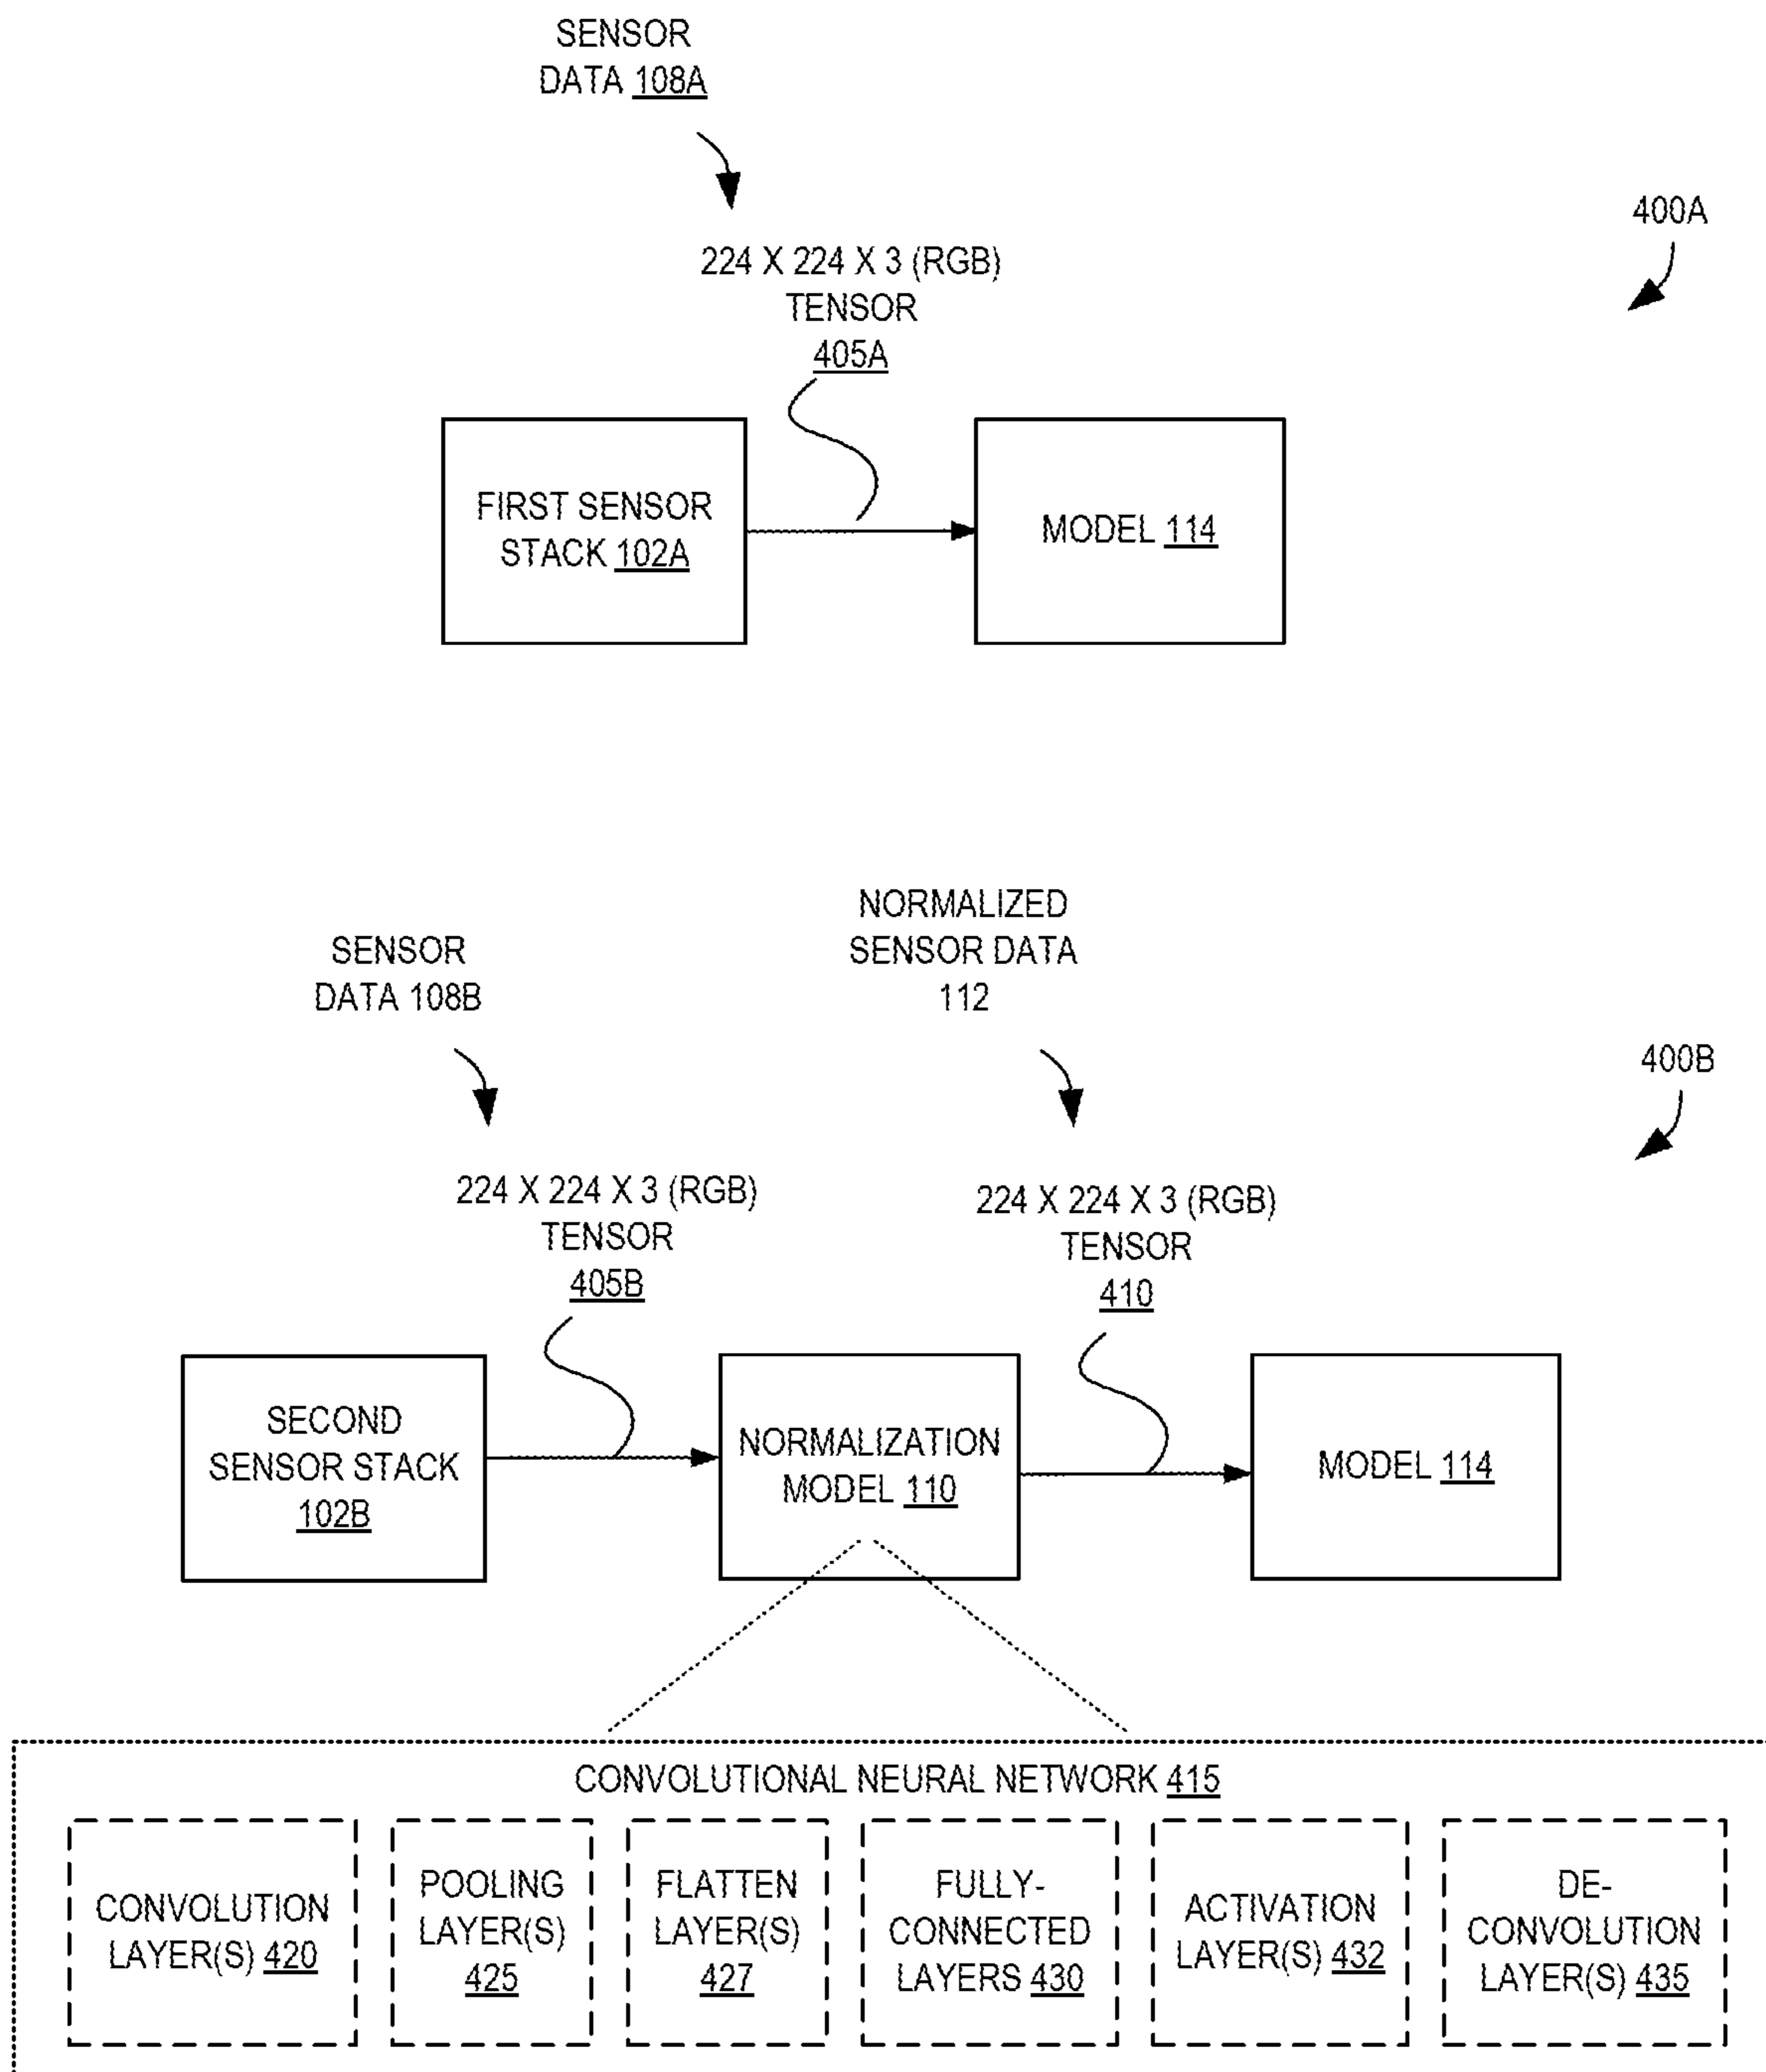 SENSOR
DATA 108A
400A
224 X 224 X 3 (RGB)
TENSOR
405A
FIRST SENSOR
STACK 102A
MODEL 114
NORMALIZED
SENSOR DATA
112
SENSOR
DATA 108B
400B
224 X 224 X 3 (RGB)
TENSOR
405B
224 X 224 X 3 (RGB)
TENSOR
410
SECOND
SENSOR STACK
102B
NORMALIZATION
MODEL 110
MODEL 114
CONVOLUTIONAL NEURAL NETWORK 415
CONVOLUTION
LAYER(S) 420
POOLING
LAYER(S)
425
FLATTEN
LAYER(S)
427
FULLY-
CONNECTED
LAYERS 430
ACTIVATION
LAYER(S) 432
DE-
CONVOLUTION
LAYER(S) 435